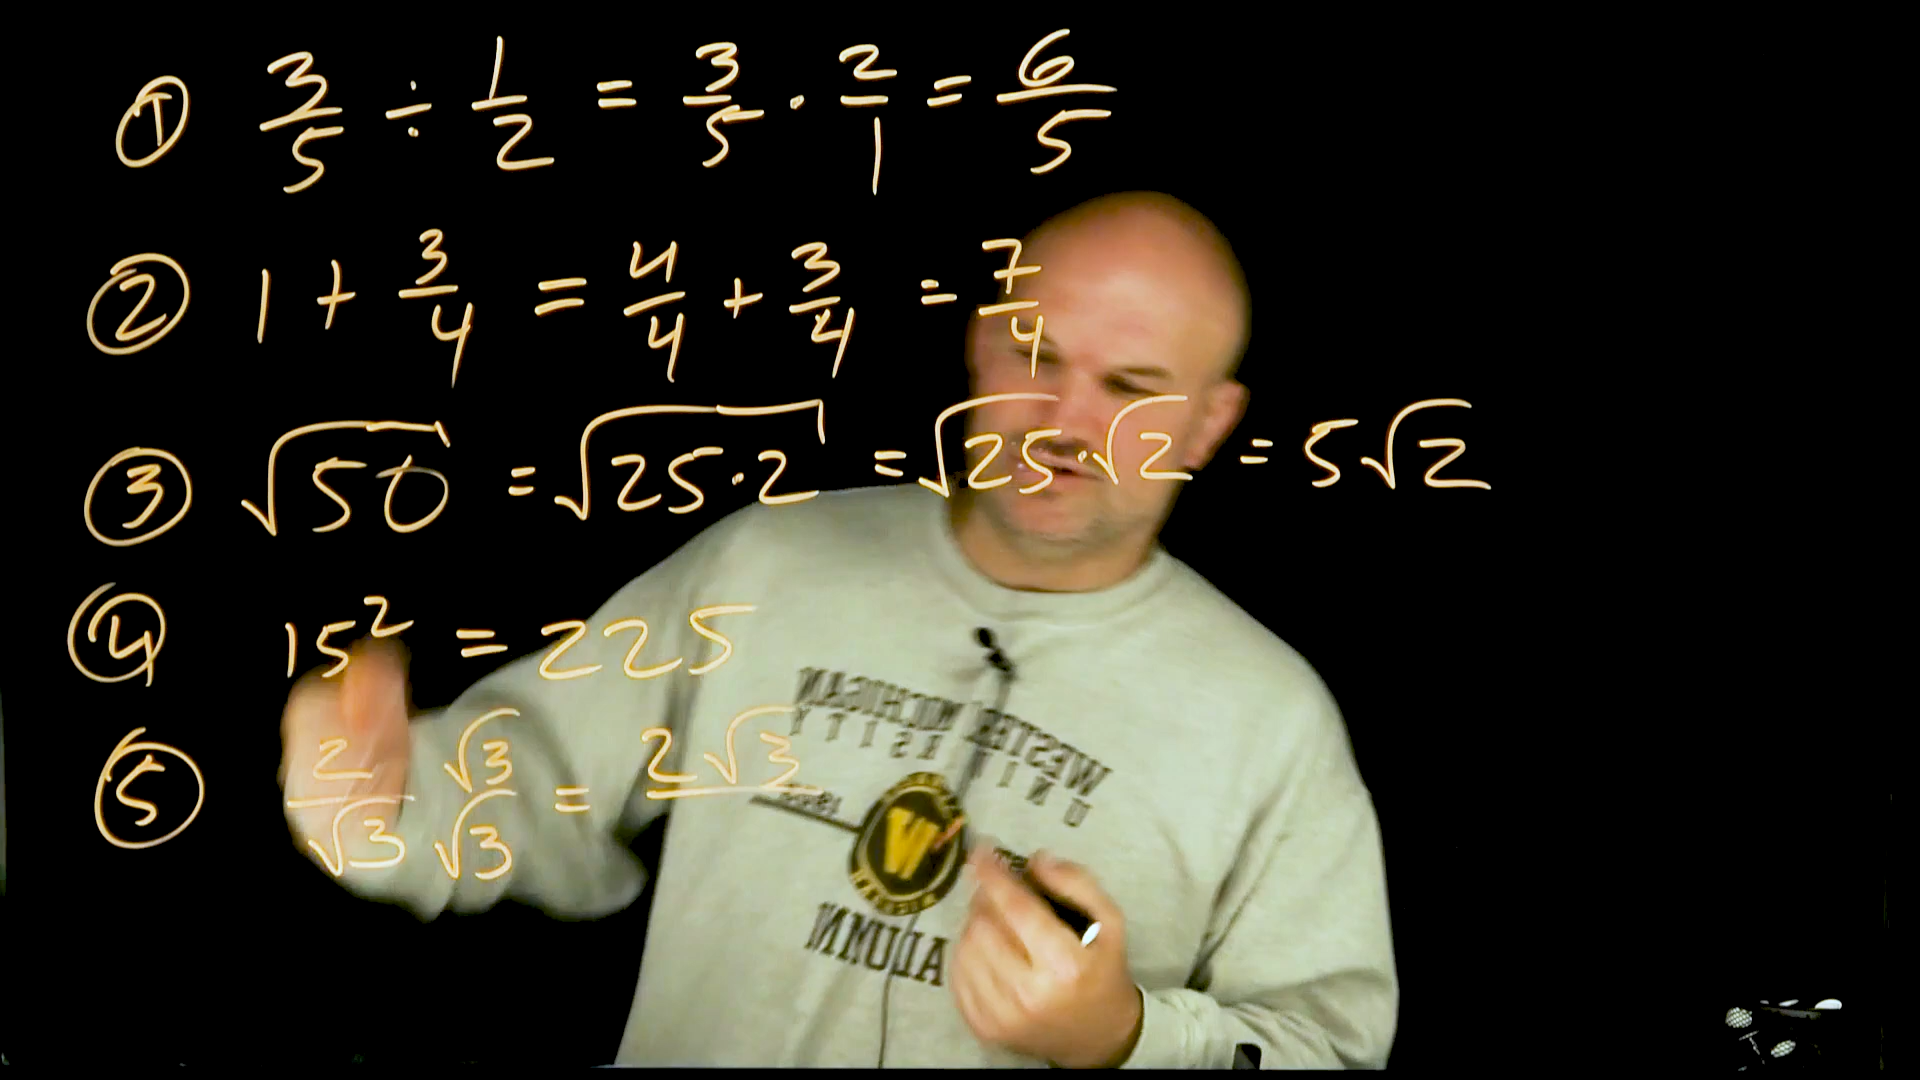 ① 3/5 ÷ 1/2 = 3/5 · 2/1 = 6/5
② 1 + 3/4 = 4/4 + 3/4 = 7/4
③ √50 = √25·2 = √25·√2 = 5√2
④ 15² = 225
⑤ 2/√3 √3/√3 = 2√3
WESTERN MICHIGAN
UNIVERSITY
W
ALUMNI